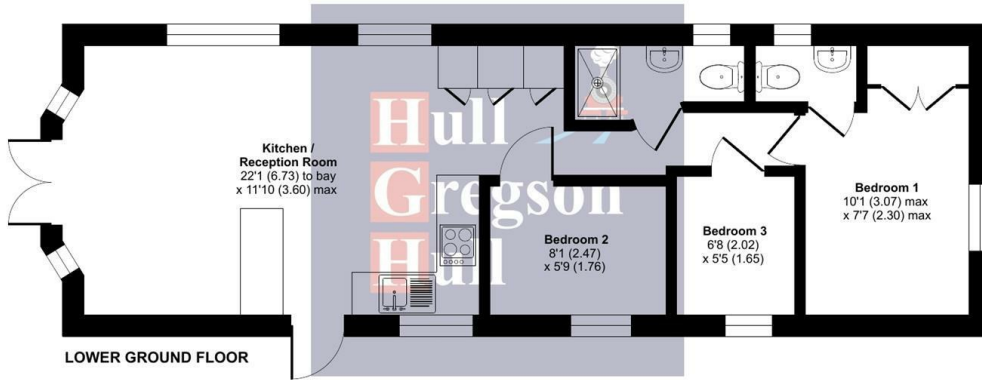 Kitchen /
Reception Room
22'1 (6.73) to bay
x 11'10 (3.60) max
Hull
Gregson
Hull
Bedroom 2
8'1 (2.47)
x 5'9 (1.76)
Bedroom 3
6'8 (2.02)
x 5'5 (1.65)
Bedroom 1
10'1 (3.07) max
x 7'7 (2.30) max
LOWER GROUND FLOOR